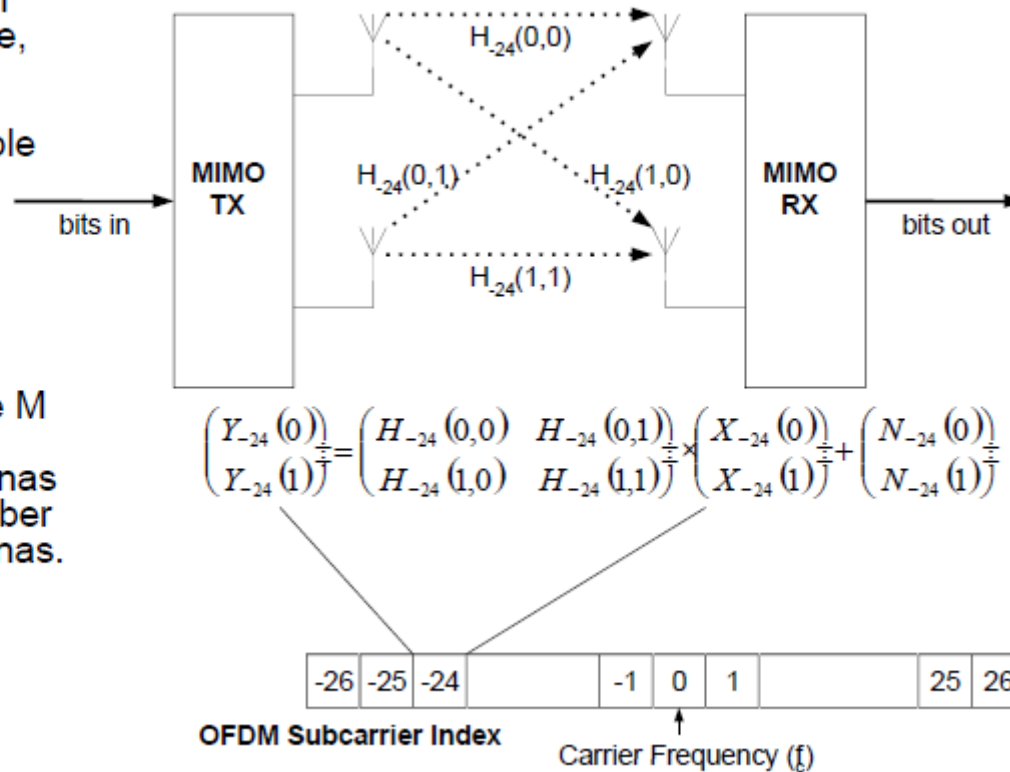 e,
ole
MIMO TX
bits in
H-24(0,0)
H-24(0,1)
H-24(1,0)
H-24(1,1)
MIMO RX
bits out
e M
nas
ber
nas.
(Y-24(0) Y-24(1)) = (H-24(0,0) H-24(0,1) H-24(1,0) H-24(1,1)) × (X-24(0) X-24(1)) + (N-24(0) N-24(1))
-26 -25 -24 -1 0 1 25 26
OFDM Subcarrier Index
Carrier Frequency (fc)